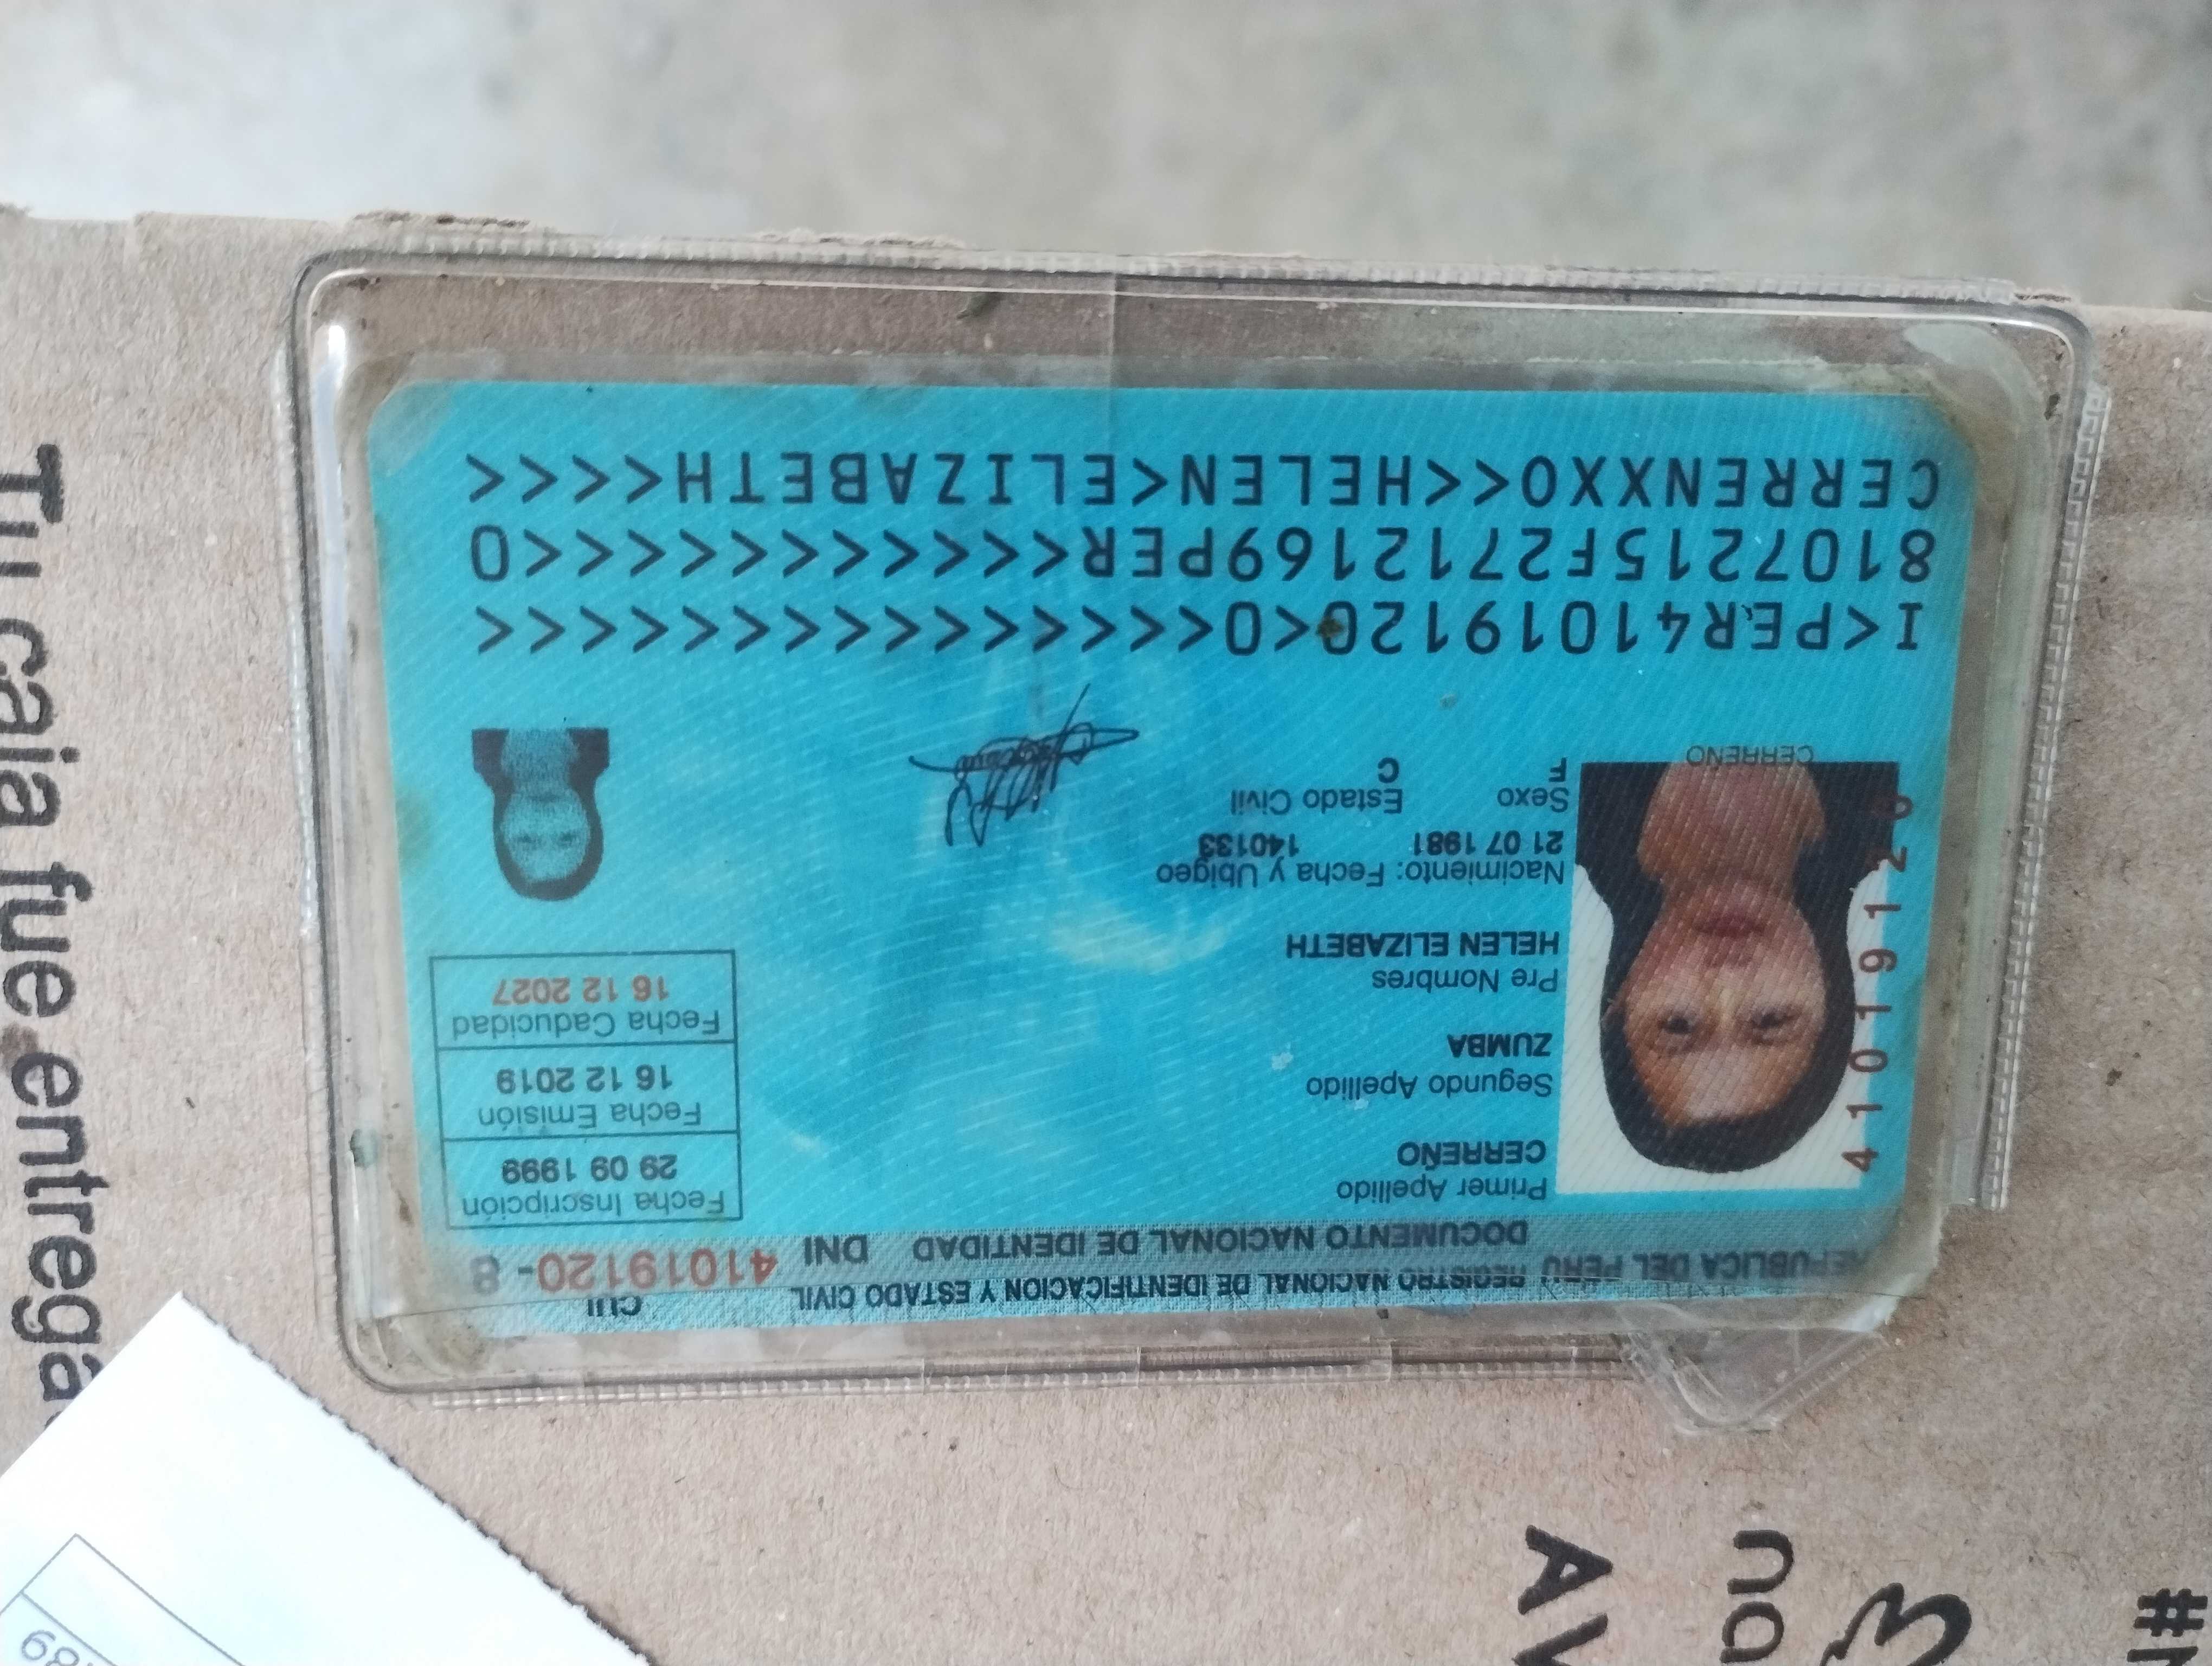 REPUBLICA DEL PERU REGISTRO NACIONAL DE IDENTIFICACION Y ESTADO CIVIL CUI
DOCUMENTO NACIONAL DE IDENTIDAD DNI 41019120-8
Primer Apellido
CERREÑO
Segundo Apellido
ZUMBA
Pre Nombres
HELEN ELIZABETH
Nacimiento: Fecha y Ubigeo
21 07 1981 140133
Sexo Estado Civil
F C
Fecha Inscripción
29 09 1999
Fecha Emisión
16 12 2019
Fecha Caducidad
16 12 2027
41019120
CERREÑO
I<PER41019120<0<<<<<<<<<<<<<<<
8107215F2712169PER<<<<<<<<<<<0
CERRENXXO<<HELEN<ELIZABETH<<<<
Tu caja fue entrega